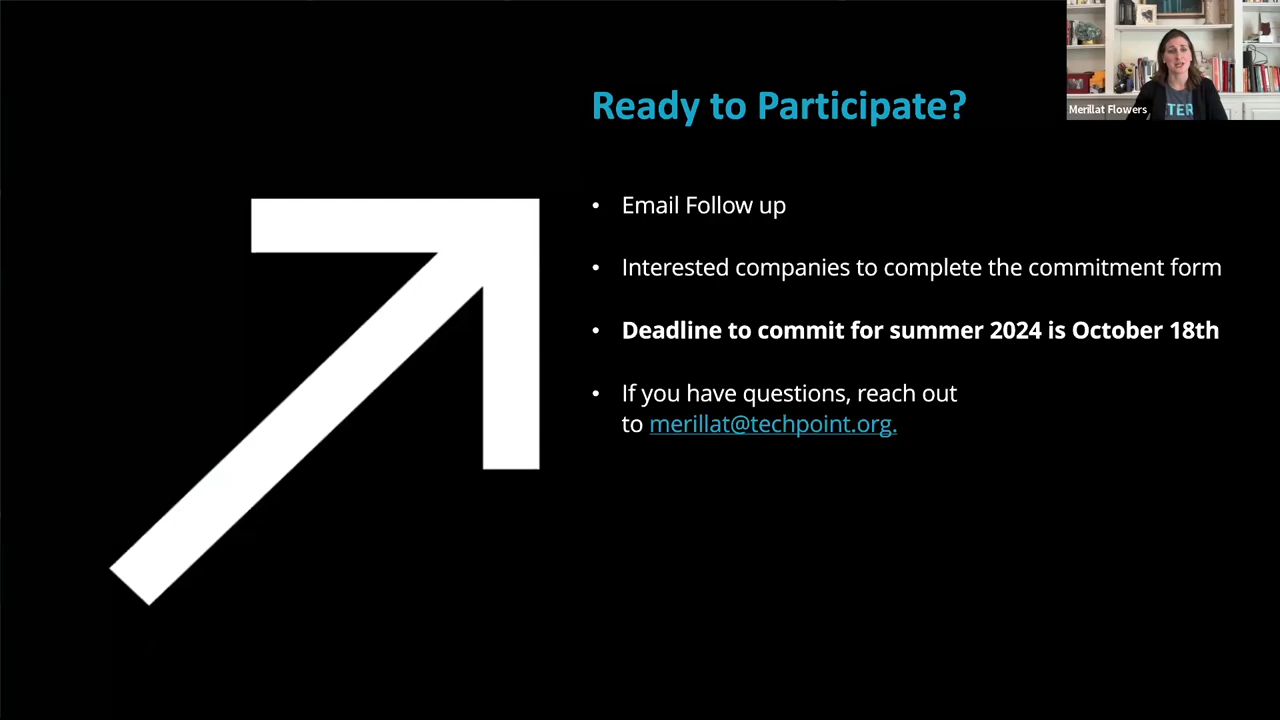 Ready to Participate?
Merillat Flowers
TER
• Email Follow up
• Interested companies to complete the commitment form
• Deadline to commit for summer 2024 is October 18th
• If you have questions, reach out
to merillat@techpoint.org.